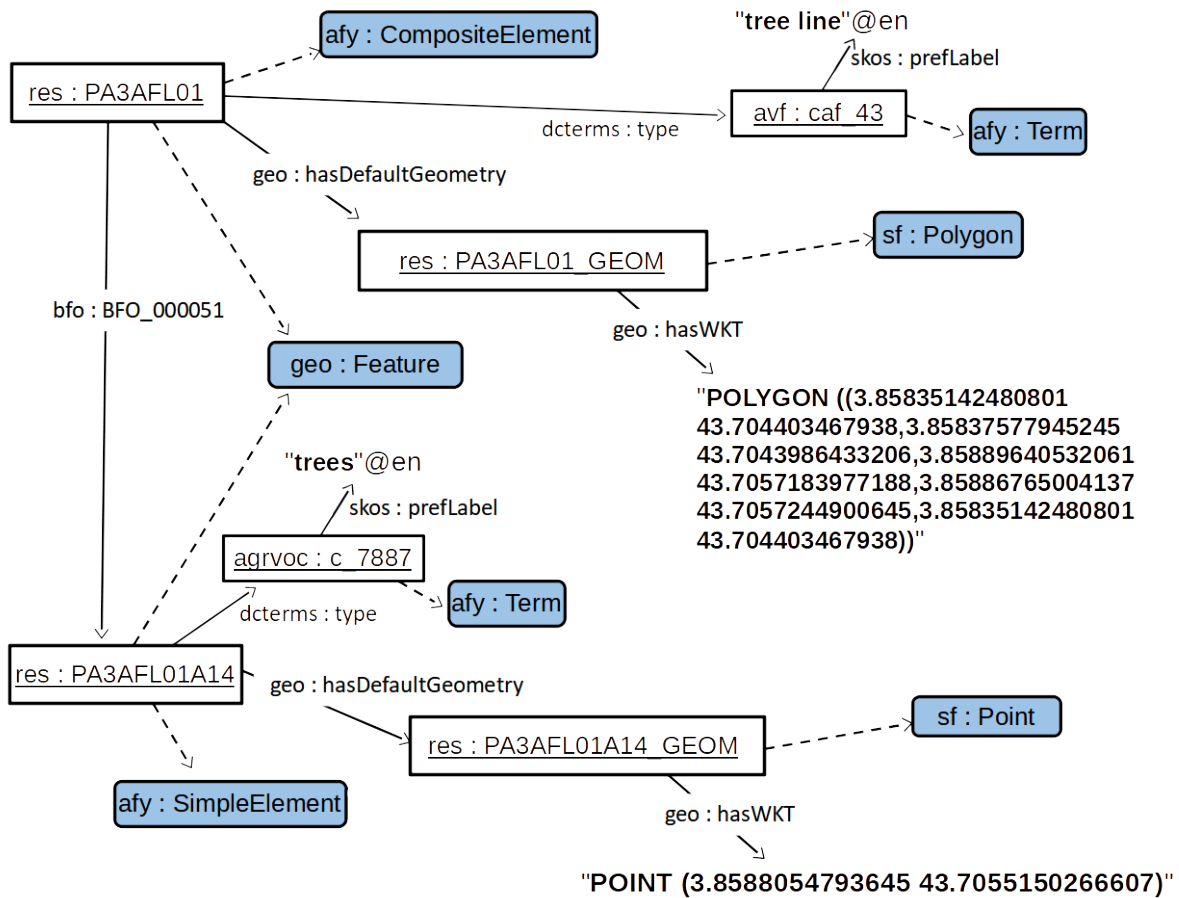 "tree line"@en
afy : CompositeElement
skos : prefLabel
res : PA3AFL01
avf : caf_43
dcterms : type
afy : Term
geo : hasDefaultGeometry
sf : Polygon
res : PA3AFL01_GEOM
bfo : BFO_000051
geo : hasWKT
geo : Feature
"POLYGON ((3.85835142480801
43.704403467938,3.85837577945245
43.7043986433206,3.85889640532061
43.7057183977188,3.85886765004137
43.7057244900645,3.85835142480801
43.704403467938))"
"trees"@en
skos : prefLabel
agrvoc : c_7887
afy : Term
dcterms : type
res : PA3AFL01A14
geo : hasDefaultGeometry
sf : Point
res : PA3AFL01A14_GEOM
afy : SimpleElement
geo : hasWKT
"POINT (3.8588054793645 43.7055150266607)"